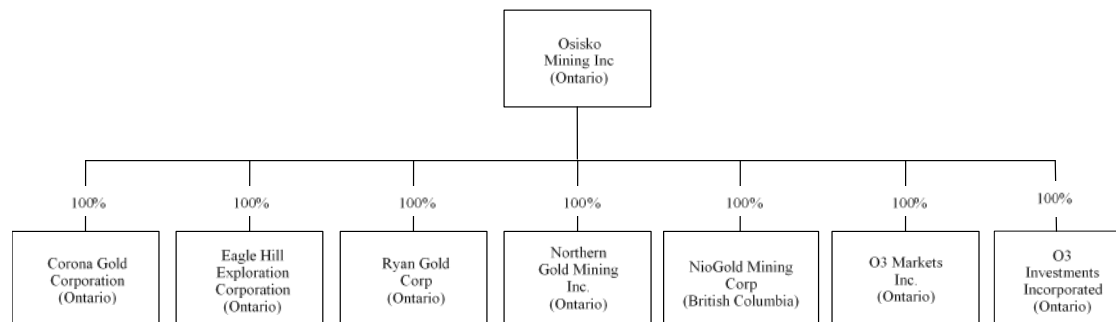 Osisko
Mining Inc
(Ontario)
100%
100%
100%
100%
100%
100%
100%
Corona Gold
Corporation
(Ontario)
Eagle Hill
Exploration
Corporation
(Ontario)
Ryan Gold
Corp
(Ontario)
Northern
Gold Mining
Inc.
(Ontario)
NioGold Mining
Corp
(British Columbia)
O3 Markets
Inc.
(Ontario)
O3
Investments
Incorporated
(Ontario)